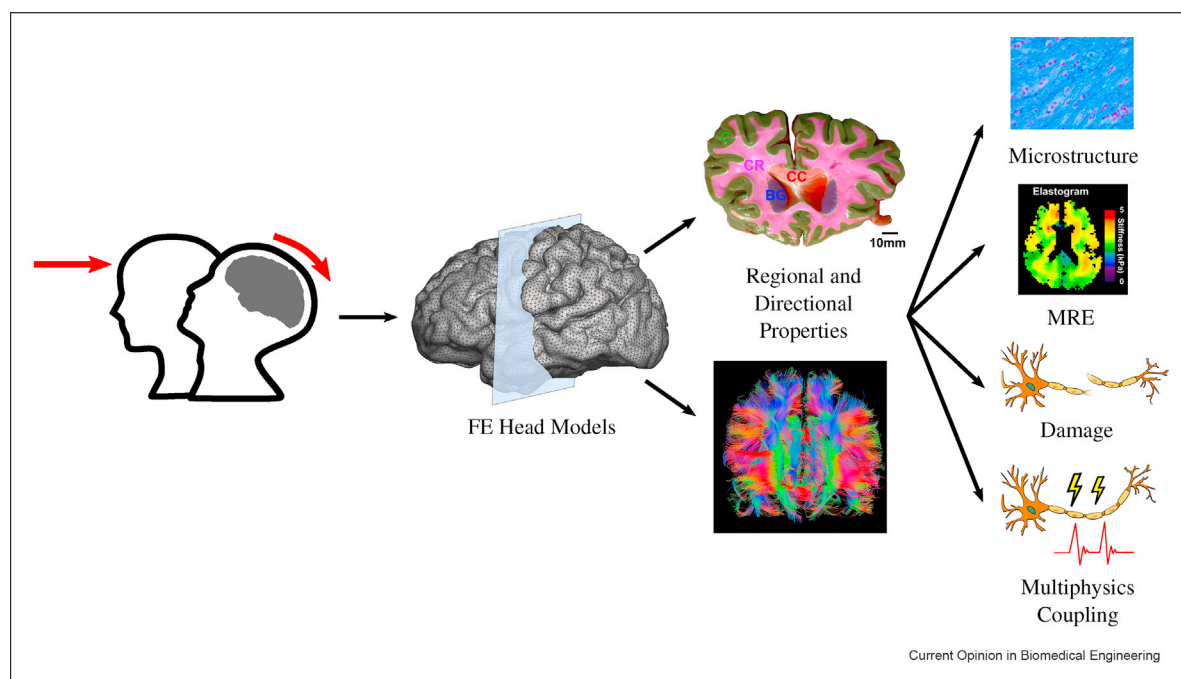 C
CR
CC
BG
10mm
Regional and
Directional
Properties
FE Head Models
Microstructure
Elastogram
5
Stiffness (kPa)
0
MRE
Damage
Multiphysics
Coupling
Current Opinion in Biomedical Engineering